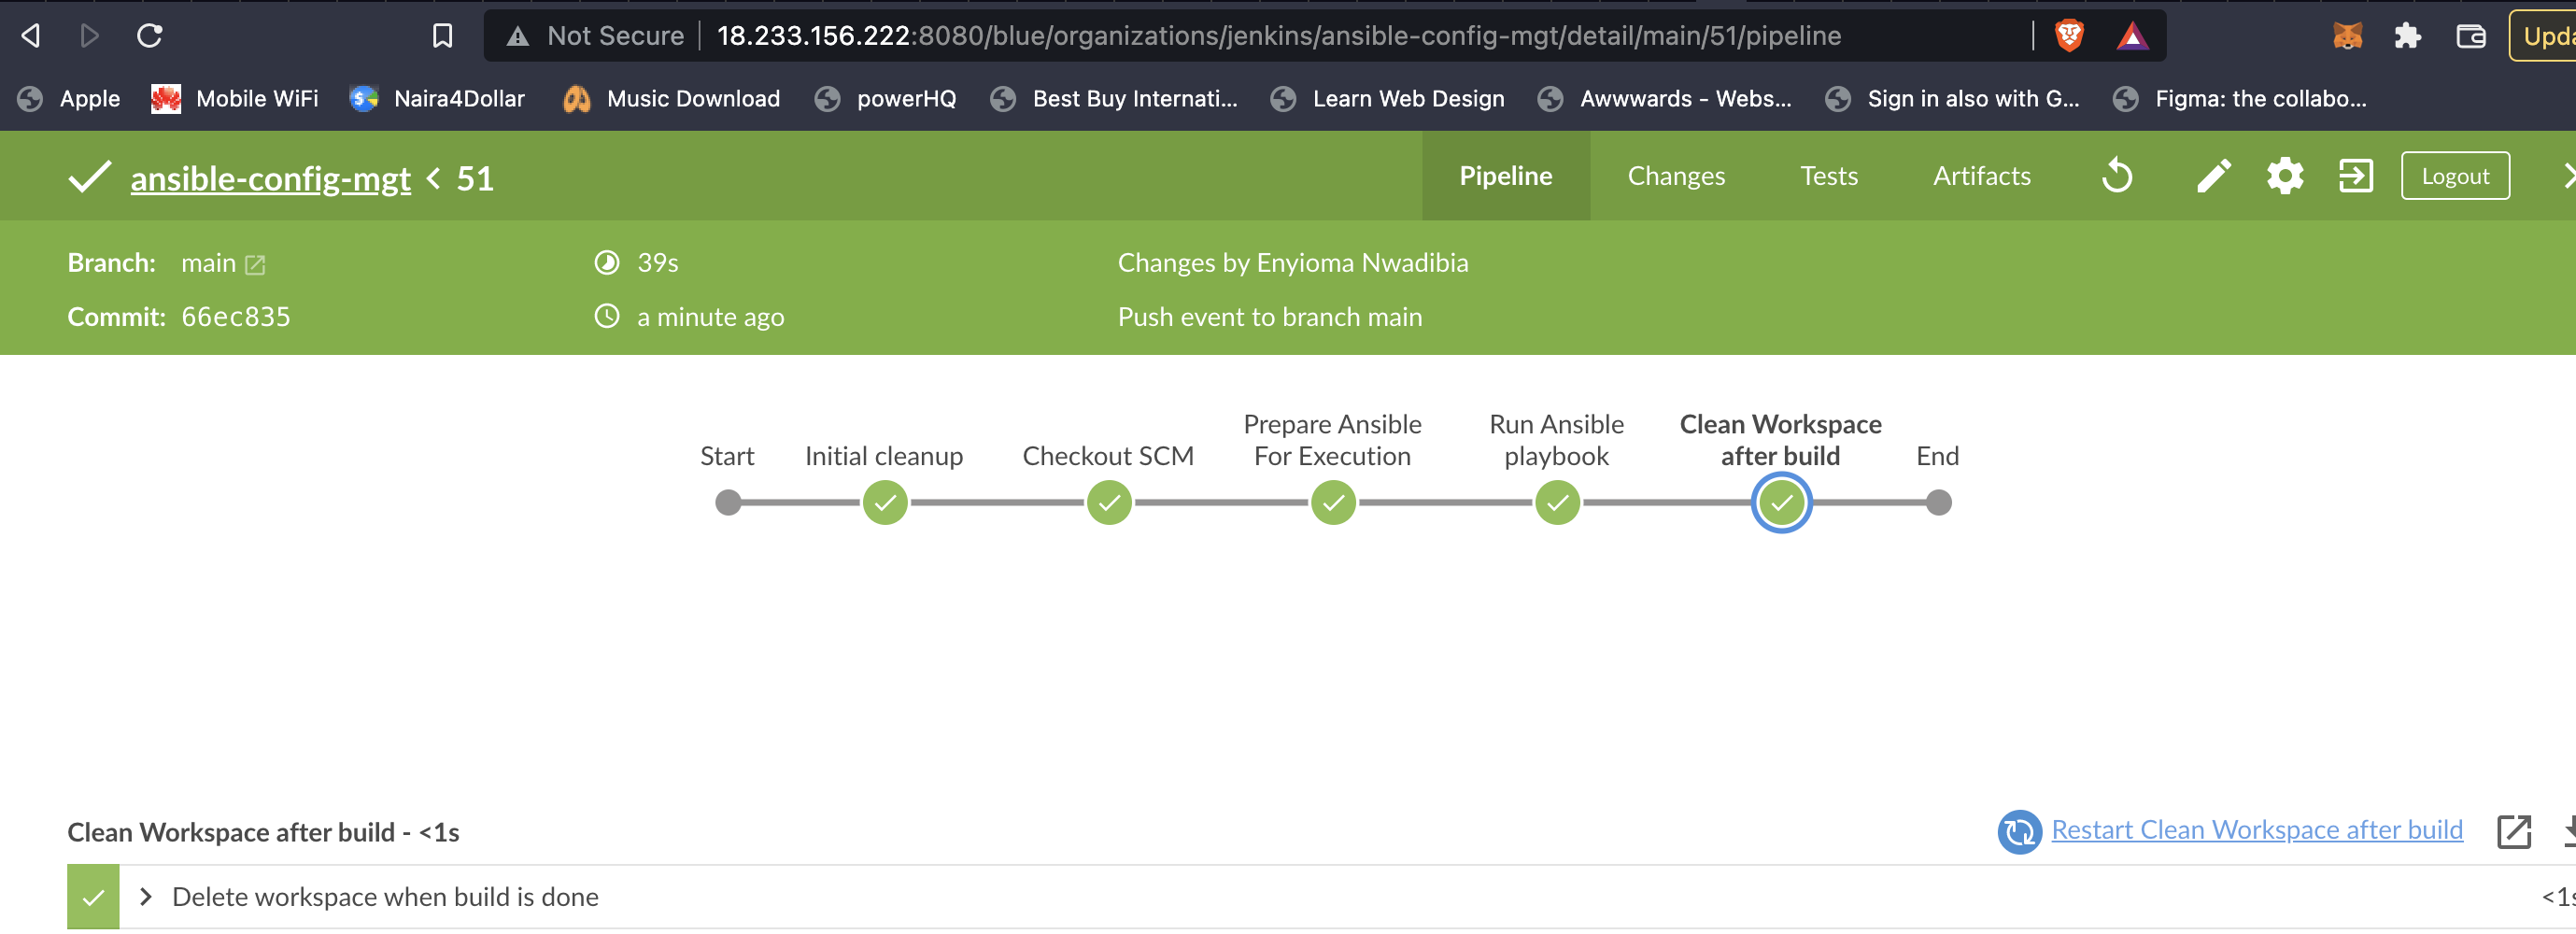 Not Secure 18.233.156.222:8080/blue/organizations/jenkins/ansible-config-mgt/detail/main/51/pipeline
Apple Mobile WiFi Naira4Dollar Music Download powerHQ Best Buy Internati... Learn Web Design Awwwards - Webs... Sign in also with G... Figma: the collabo...
ansible-config-mgt < 51 Pipeline Changes Tests Artifacts Logout
Branch: main 39s Changes by Enyioma Nwadibia
Commit: 66ec835 a minute ago Push event to branch main
Start Initial cleanup Checkout SCM Prepare Ansible For Execution Run Ansible playbook Clean Workspace after build End
Clean Workspace after build - <1s Restart Clean Workspace after build
Delete workspace when build is done <1s